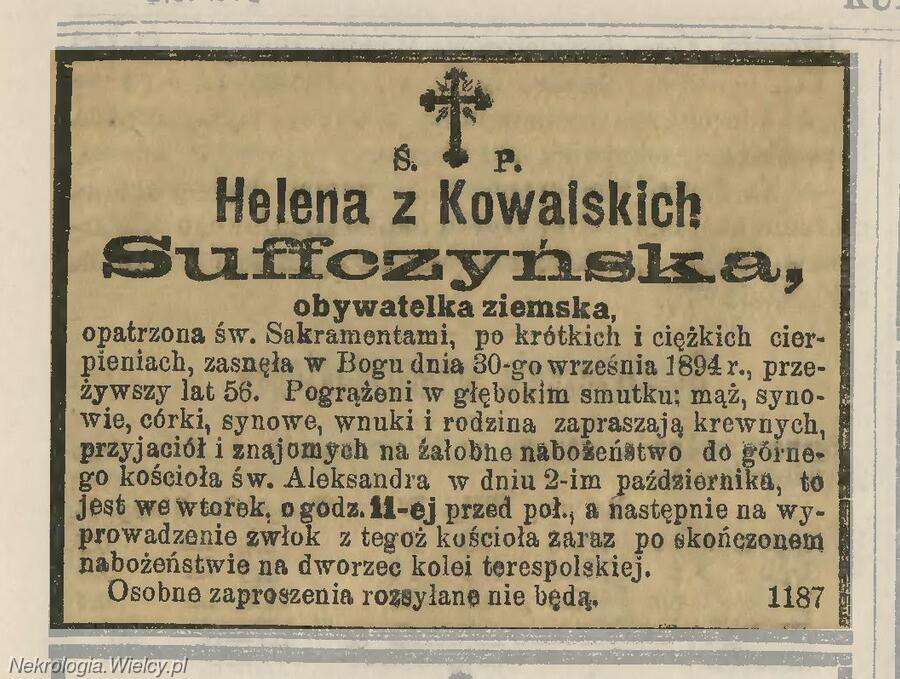 Ś. P.
Helena z Kowalskich
Suffczyńska,
obywatelka ziemska,
opatrzona św. Sakramentami, po krótkich i ciężkich cier-
pieniach, zasnęła w Bogu dnia 30-go września 1894 r., prze-
żywszy lat 56. Pogrążeni w głębokim smutku: mąż, syno-
wie, córki, synowe, wnuki i rodzina zapraszają krewnych,
przyjaciół i znajomych na żałobne nabożeństwo do górne-
go kościoła św. Aleksandra w dniu 2-im października, to
jest we wtorek, o godz. 11-ej przed poł., a następnie na wy-
prowadzenie zwłok z tegoż kościoła zaraz po skończonem
nabożeństwie na dworzec kolei terespolskiej.
Osobne zaproszenia rozsyłane nie będą. 1187
Nekrologia.Wielcy.pl